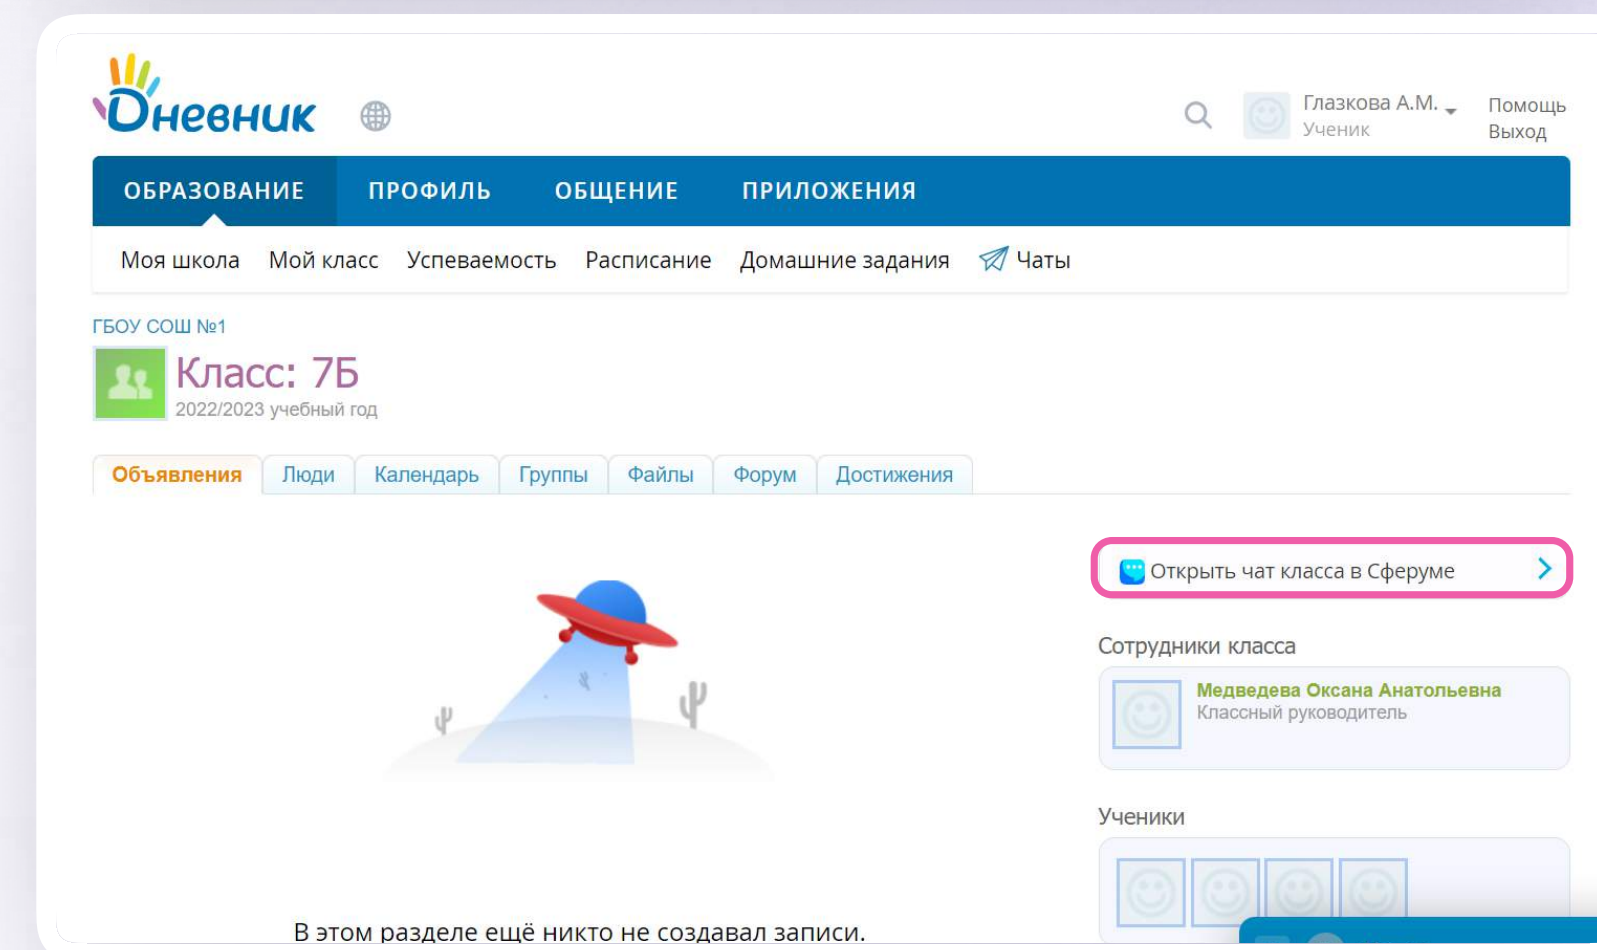 Дневник
Глазкова А.М.
Ученик
Помощь
Выход
ОБРАЗОВАНИЕ ПРОФИЛЬ ОБЩЕНИЕ ПРИЛОЖЕНИЯ
Моя школа Мой класс Успеваемость Расписание Домашние задания Чаты
ГБОУ СОШ №1
Класс: 7Б
2022/2023 учебный год
Объявления Люди Календарь Группы Файлы Форум Достижения
Открыть чат класса в Сферуме
Сотрудники класса
Медведева Оксана Анатольевна
Классный руководитель
Ученики
В этом разделе ещё никто не создавал записи.